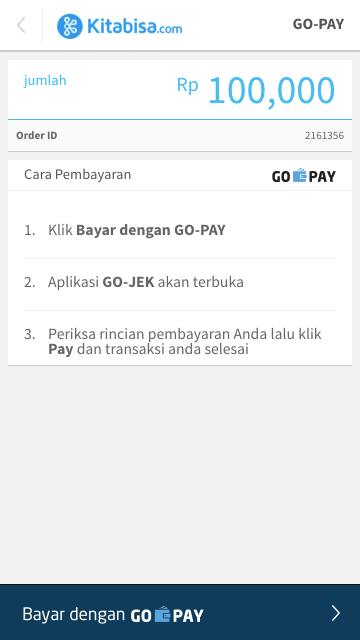 Kitabisa.com
GO-PAY
jumlah
Rp 100,000
Order ID
2161356
Cara Pembayaran
GO PAY
1. Klik Bayar dengan GO-PAY
2. Aplikasi GO-JEK akan terbuka
3. Periksa rincian pembayaran Anda lalu klik
Pay dan transaksi anda selesai
Bayar dengan GO PAY